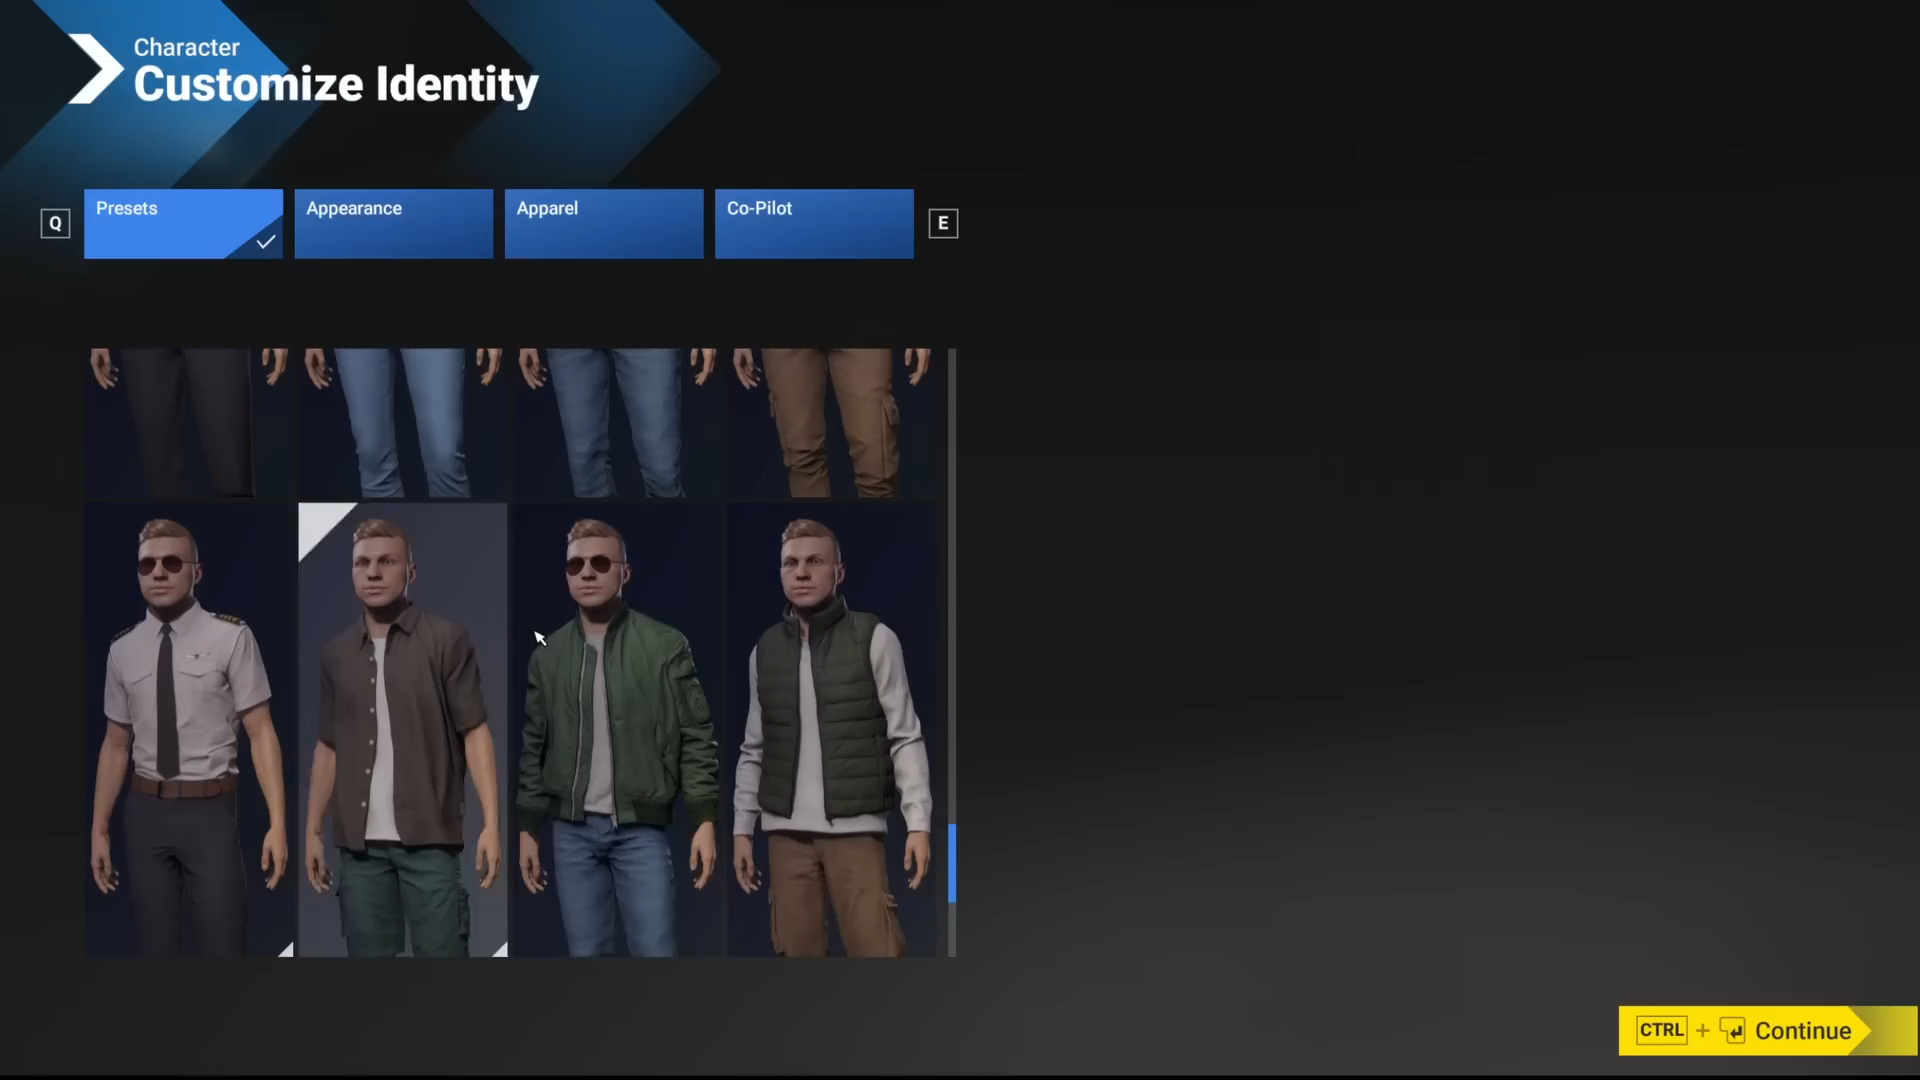 Character
Customize Identity
Q
Presets
Appearance
Apparel
Co-Pilot
E
CTRL + Continue